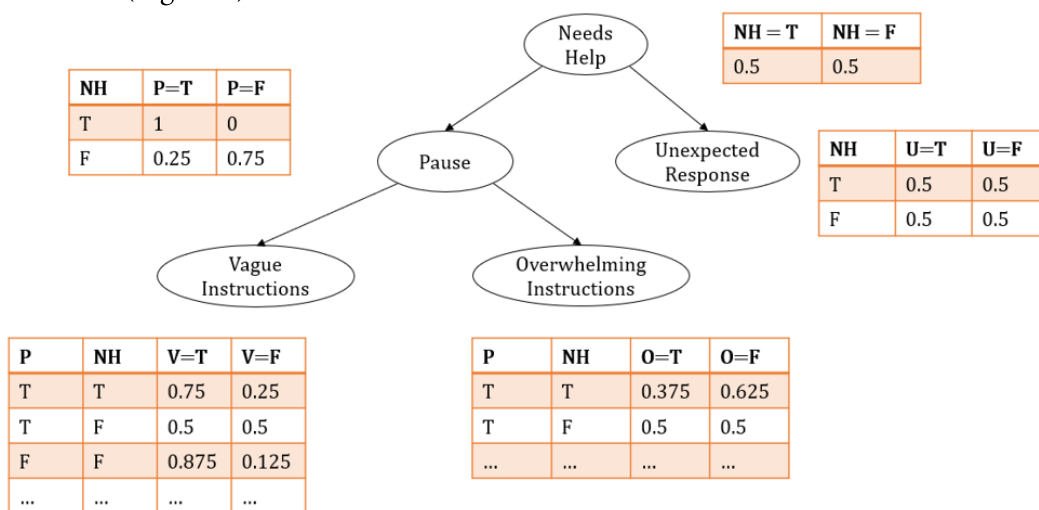 Needs
Help
NH = T NH = F
0.5 0.5
NH P=T P=F
T 1 0
F 0.25 0.75
Pause
Unexpected
Response
NH U=T U=F
T 0.5 0.5
F 0.5 0.5
Vague
Instructions
Overwhelming
Instructions
P NH V=T V=F
T T 0.75 0.25
T F 0.5 0.5
F F 0.875 0.125
... ... ... ...
P NH O=T O=F
T T 0.375 0.625
T F 0.5 0.5
... ... ... ...